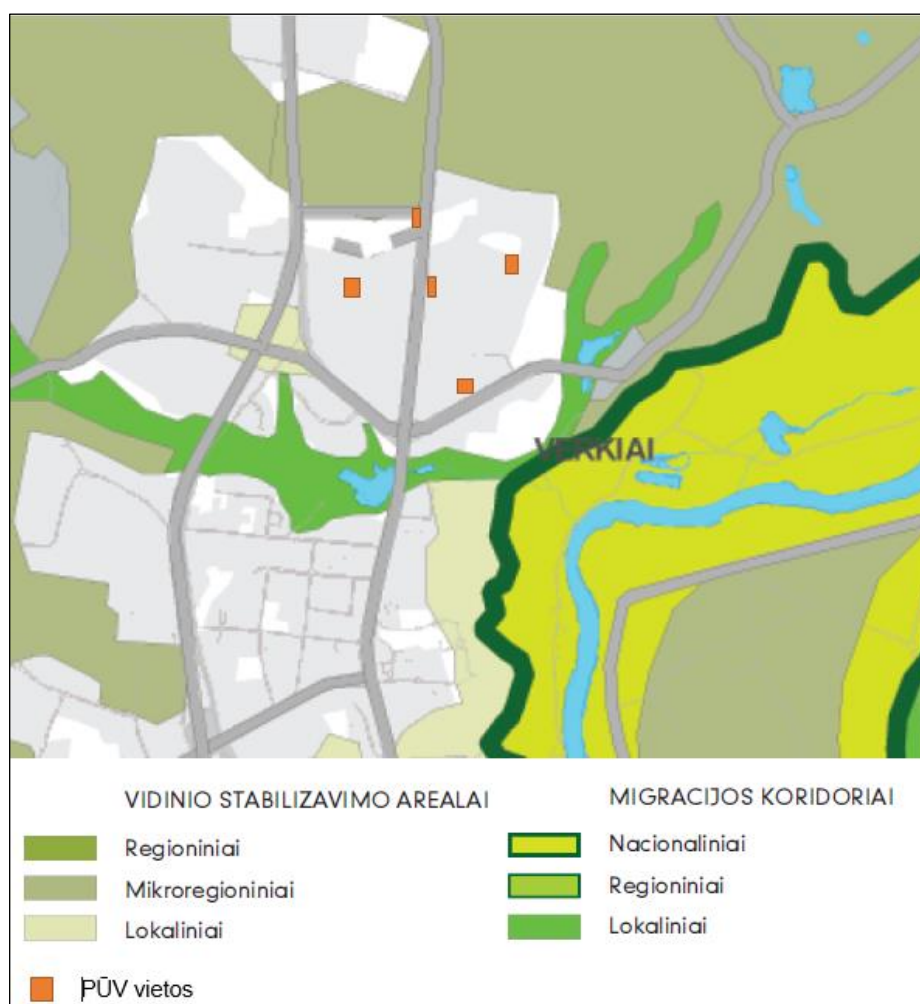 VERKIAI
VIDINIO STABILIZAVIMO AREALAI
Regioniniai
Mikroregioniniai
Lokaliniai
PŪV vietos
MIGRACIJOS KORIDORIAI
Nacionaliniai
Regioniniai
Lokaliniai